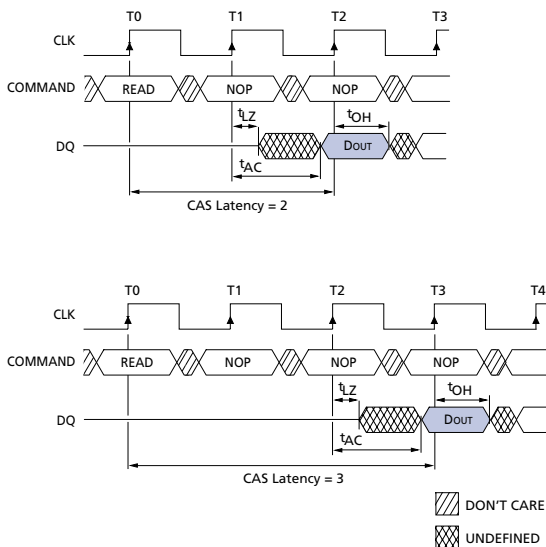 T0 T1 T2 T3
CLK
COMMAND READ NOP NOP
tLZ tOH
DQ DOUT
tAC
CAS Latency = 2
T0 T1 T2 T3 T4
CLK
COMMAND READ NOP NOP NOP
tLZ tOH
DQ DOUT
tAC
CAS Latency = 3
DON'T CARE
UNDEFINED